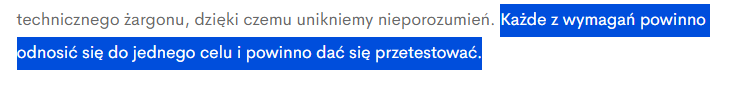 technicznego żargonu, dzięki czemu unikniemy nieporozumień. Każde z wymagań powinno
odnosić się do jednego celu i powinno dać się przetestować.